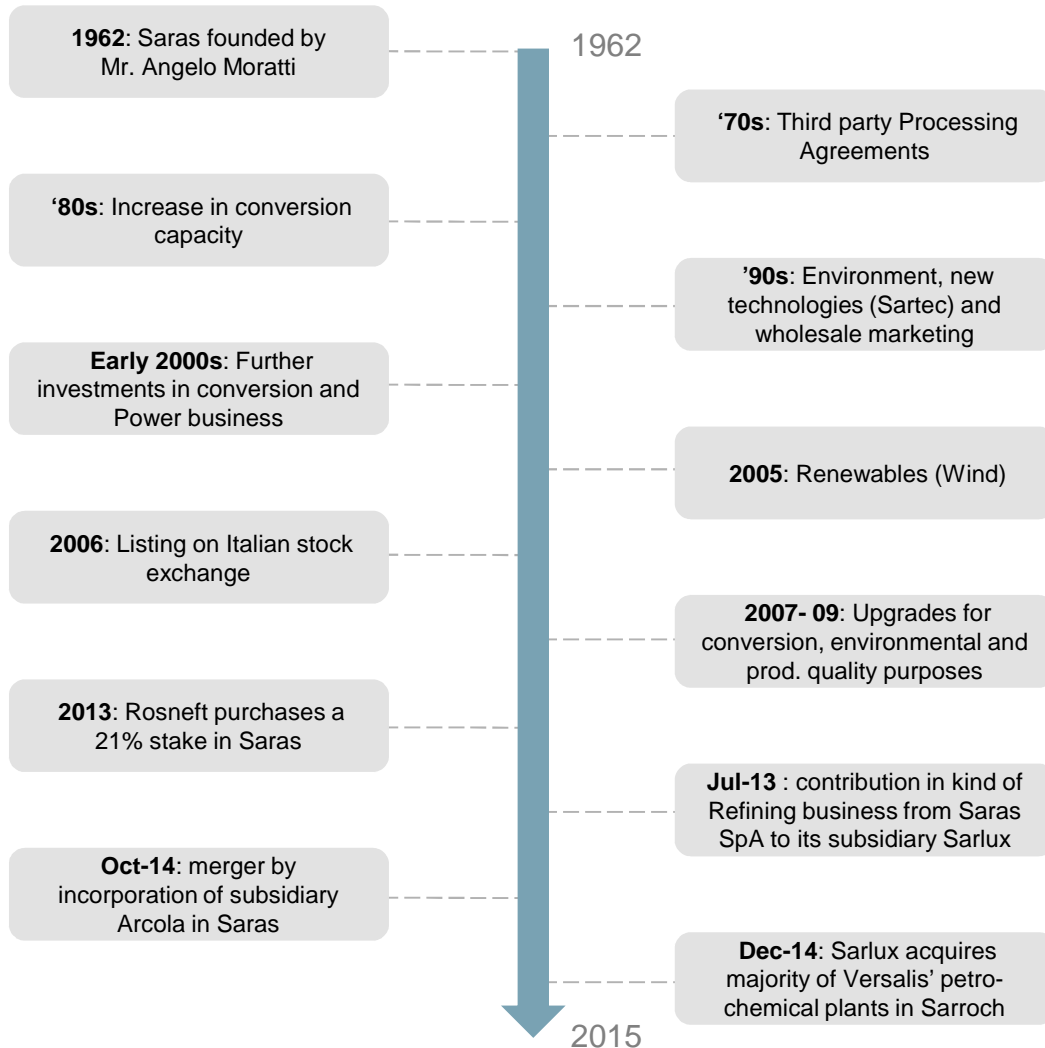 1962: Saras founded by
Mr. Angelo Moratti
1962
‘70s: Third party Processing
Agreements
‘80s: Increase in conversion
capacity
’90s: Environment, new
technologies (Sartec) and
wholesale marketing
Early 2000s: Further
investments in conversion and
Power business
2005: Renewables (Wind)
2006: Listing on Italian stock
exchange
2007- 09: Upgrades for
conversion, environmental and
prod. quality purposes
2013: Rosneft purchases a
21% stake in Saras
Jul-13 : contribution in kind of
Refining business from Saras
SpA to its subsidiary Sarlux
Oct-14: merger by
incorporation of subsidiary
Arcola in Saras
Dec-14: Sarlux acquires
majority of Versalis’ petro-
chemical plants in Sarroch
2015